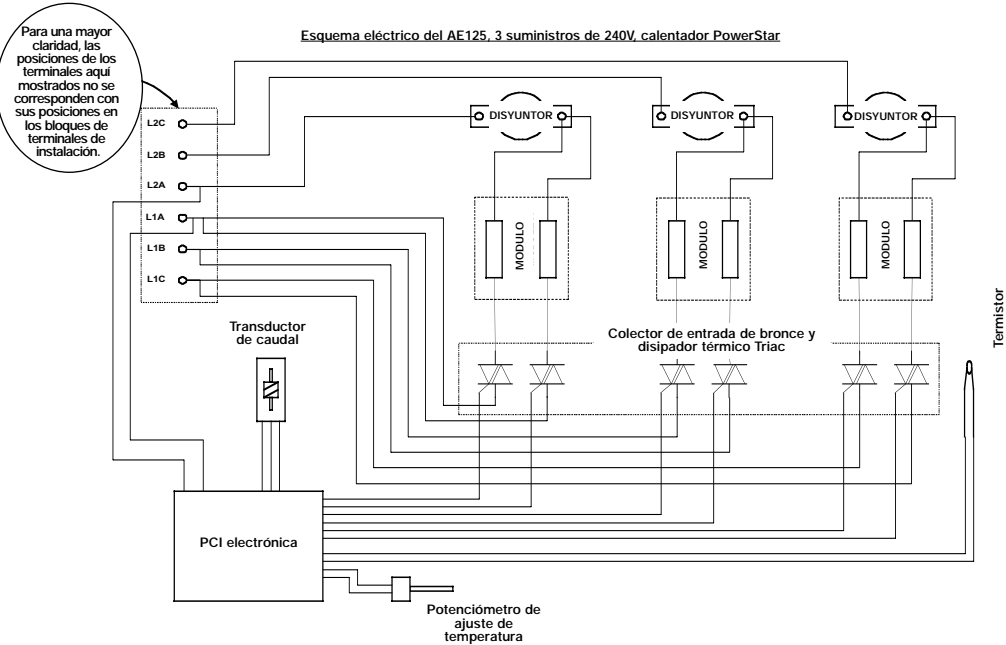 Esquema eléctrico del AE125, 3 suministros de 240V, calentador PowerStar
Para una mayor
claridad, las
posiciones de los
terminales aquí
mostrados no se
corresponden con
sus posiciones en
los bloques de
terminales de
instalación.
L2C
L2B
L2A
L1A
L1B
L1C
DISYUNTOR
DISYUNTOR
DISYUNTOR
MODULO
MODULO
MODULO
Colector de entrada de bronce y
disipador térmico Triac
Termistor
Transductor
de caudal
PCI electrónica
Potenciómetro de
ajuste de
temperatura